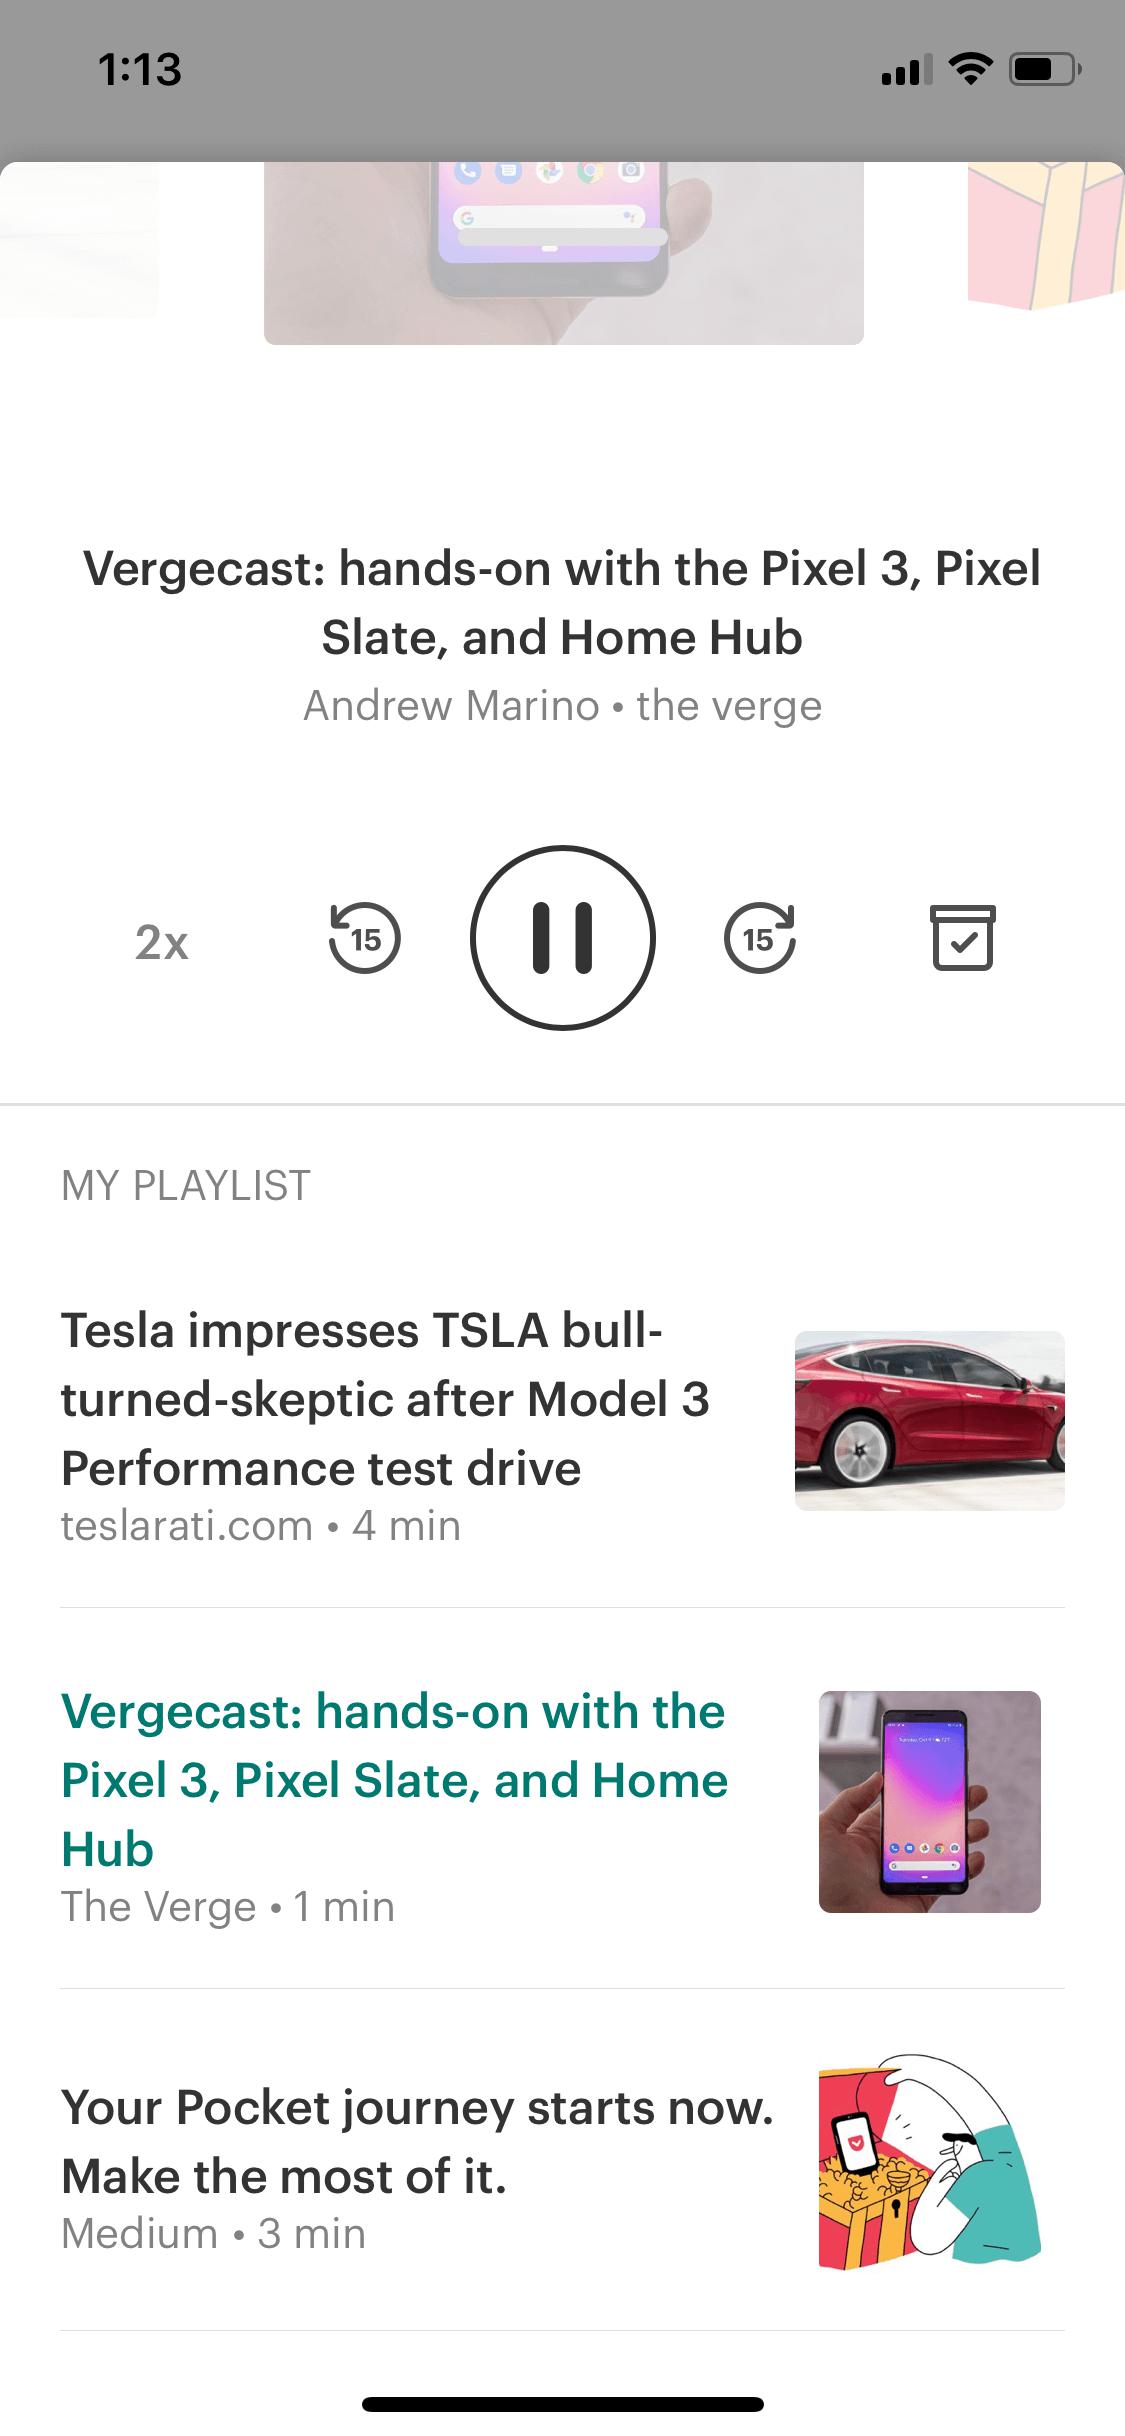 1:13
Vergecast: hands-on with the Pixel 3, Pixel
Slate, and Home Hub
Andrew Marino • the verge
2x
15
15
MY PLAYLIST
Tesla impresses TSLA bull-
turned-skeptic after Model 3
Performance test drive
teslarati.com • 4 min
Vergecast: hands-on with the
Pixel 3, Pixel Slate, and Home
Hub
The Verge • 1 min
Your Pocket journey starts now.
Make the most of it.
Medium • 3 min